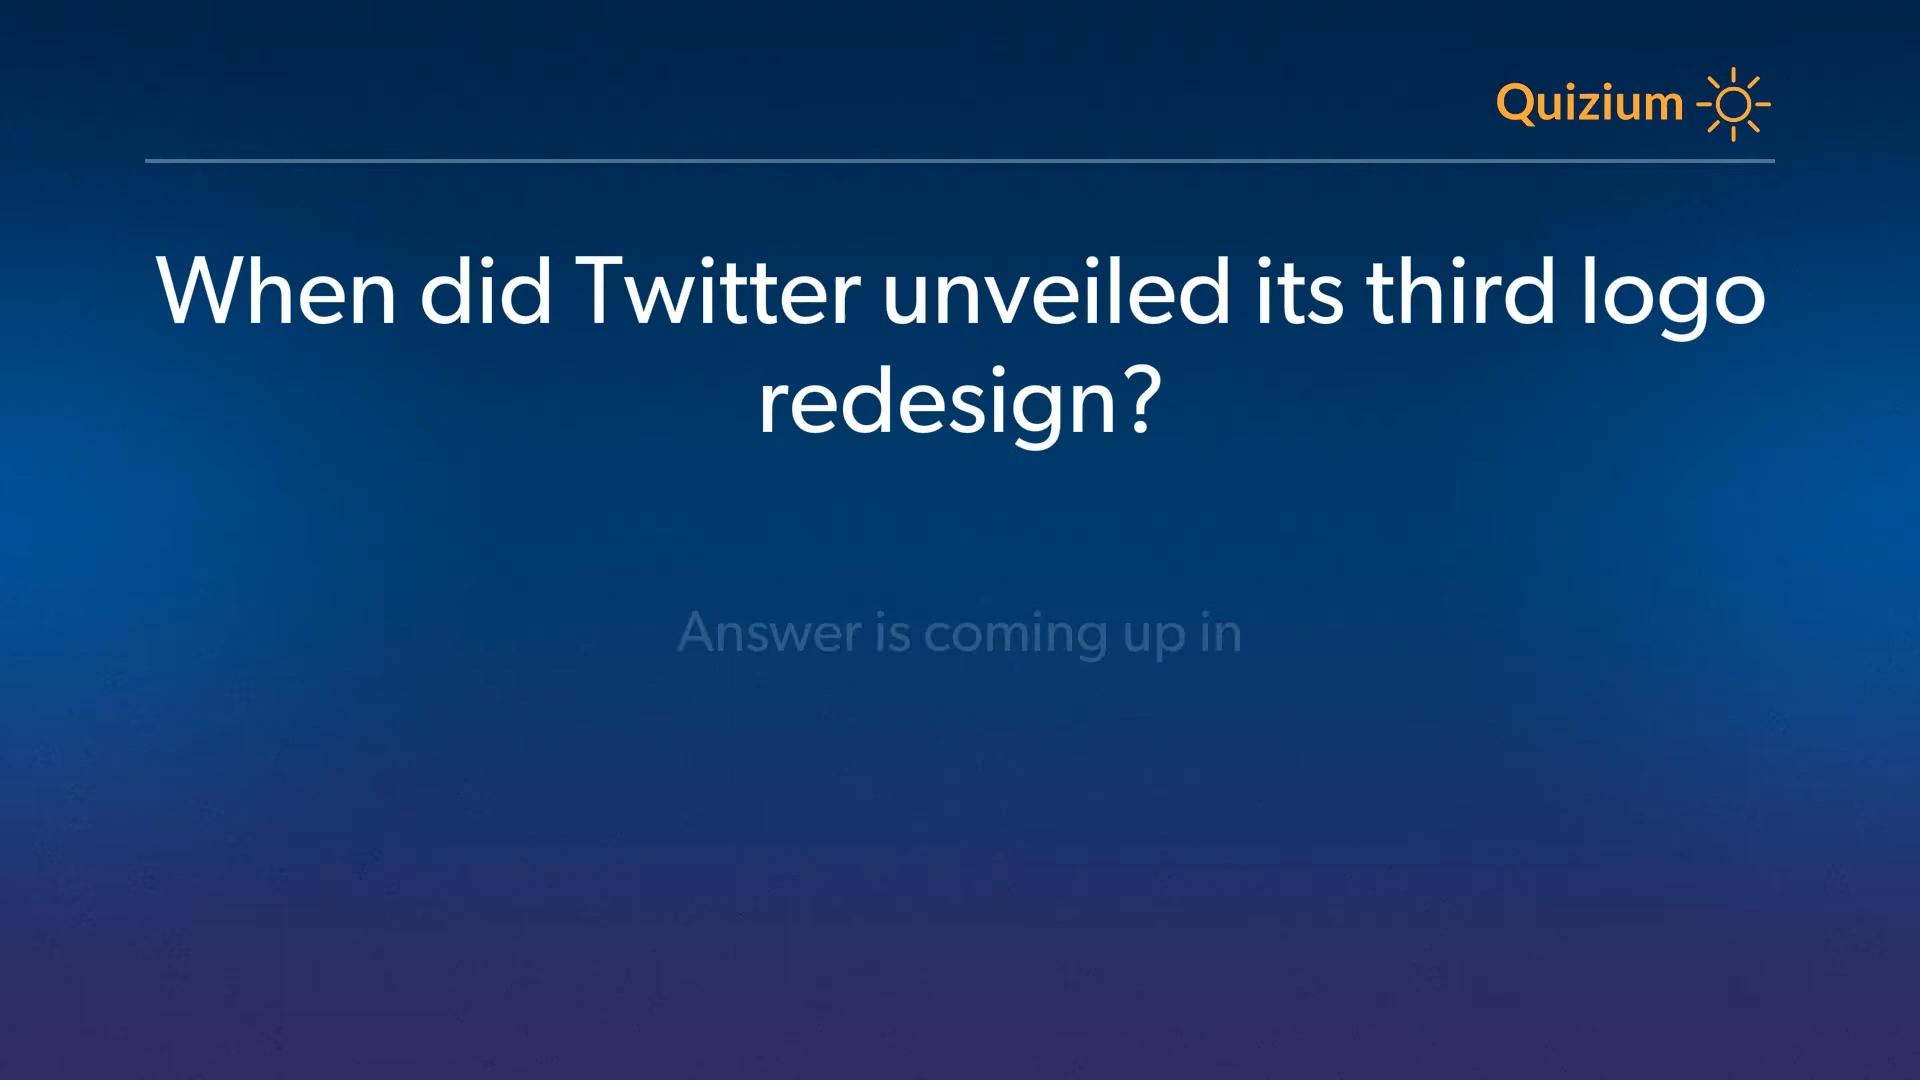 Quizium
When did Twitter unveiled its third logo
redesign?
Answer is coming up in